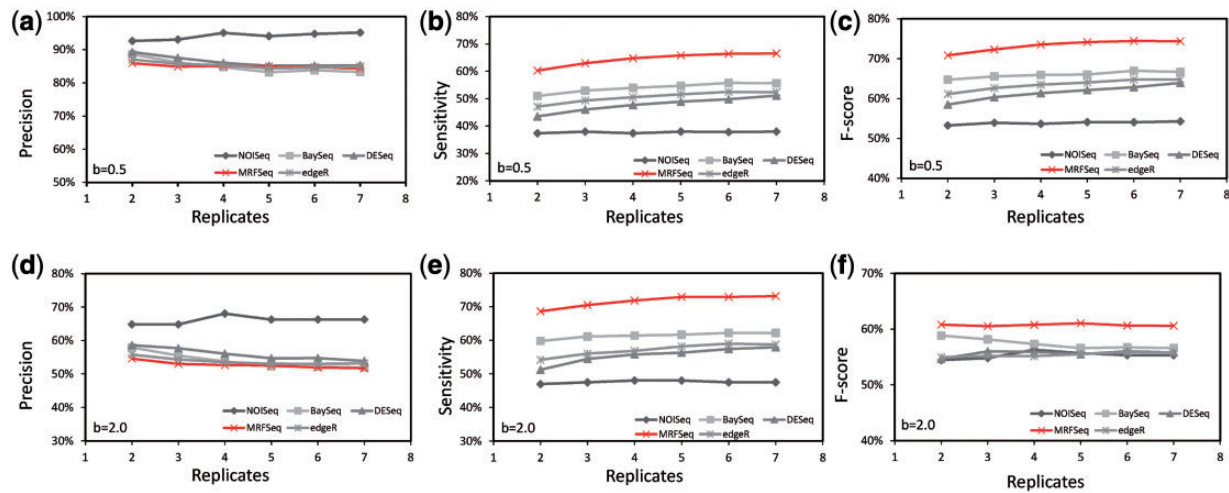 (a)
100%
90%
80%
70%
60%
50%
Precision
b=0.5
NOISeq BaySeq DESeq
MRFSeq edgeR
1 2 3 4 5 6 7 8
Replicates
(b)
80%
70%
60%
50%
40%
30%
20%
Sensitivity
b=0.5
NOISeq BaySeq DESeq
MRFSeq edgeR
1 2 3 4 5 6 7 8
Replicates
(c)
80%
70%
60%
50%
40%
F-score
b=0.5
NOISeq BaySeq DESeq
MRFSeq edgeR
1 2 3 4 5 6 7 8
Replicates
(d)
80%
70%
60%
50%
40%
30%
Precision
b=2.0
NOISeq BaySeq DESeq
MRFSeq edgeR
1 2 3 4 5 6 7 8
Replicates
(e)
80%
70%
60%
50%
40%
30%
Sensitivity
b=2.0
NOISeq BaySeq DESeq
MRFSeq edgeR
1 2 3 4 5 6 7 8
Replicates
(f)
70%
60%
50%
40%
F-score
b=2.0
NOISeq BaySeq DESeq
MRFSeq edgeR
1 2 3 4 5 6 7 8
Replicates